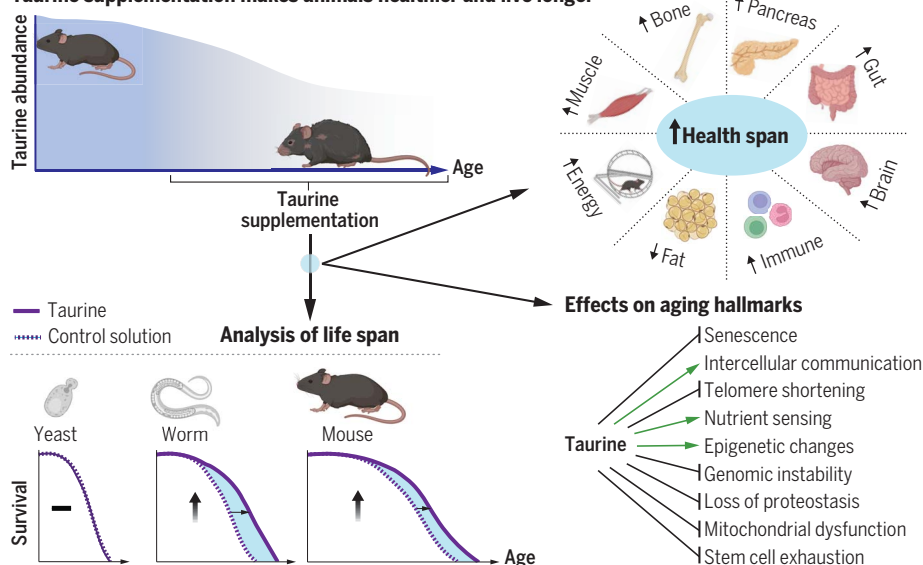 Taurine supplementation makes animals healthier and live longer
Taurine abundance
Age
Taurine
supplementation
↑ Bone
↑ Pancreas
↑ Muscle
↑ Gut
↑ Health span
↑ Energy
↑ Brain
↓ Fat
↑ Immune
Taurine
Control solution
Analysis of life span
Yeast
Worm
Mouse
Survival
Age
Effects on aging hallmarks
Taurine
Senescence
Intercellular communication
Telomere shortening
Nutrient sensing
Epigenetic changes
Genomic instability
Loss of proteostasis
Mitochondrial dysfunction
Stem cell exhaustion